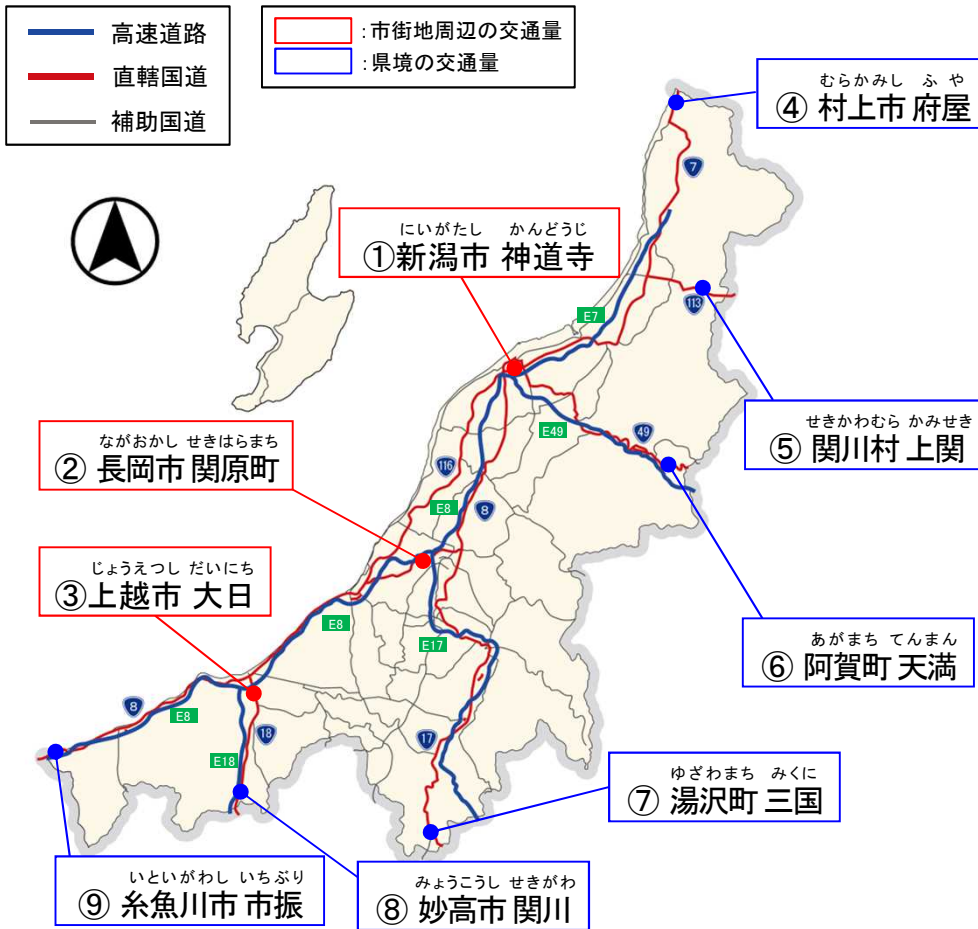 高速道路
直轄国道
補助国道
:市街地周辺の交通量
:県境の交通量
むらかみし ふや
④ 村上市 府屋
7
にいがたし かんどうじ
①新潟市 神道寺
113
E7
せきかわむら かみせき
⑤ 関川村 上関
E49
49
ながおかし せきはらまち
② 長岡市 関原町
116
E8
8
じょうえつし だいにち
③上越市 大日
E8
E17
あがまち てんまん
⑥ 阿賀町 天満
8
E8
18
E18
17
ゆざわまち みくに
⑦ 湯沢町 三国
いといがわし いちぶり
⑨ 糸魚川市 市振
みょうこうし せきがわ
⑧ 妙高市 関川